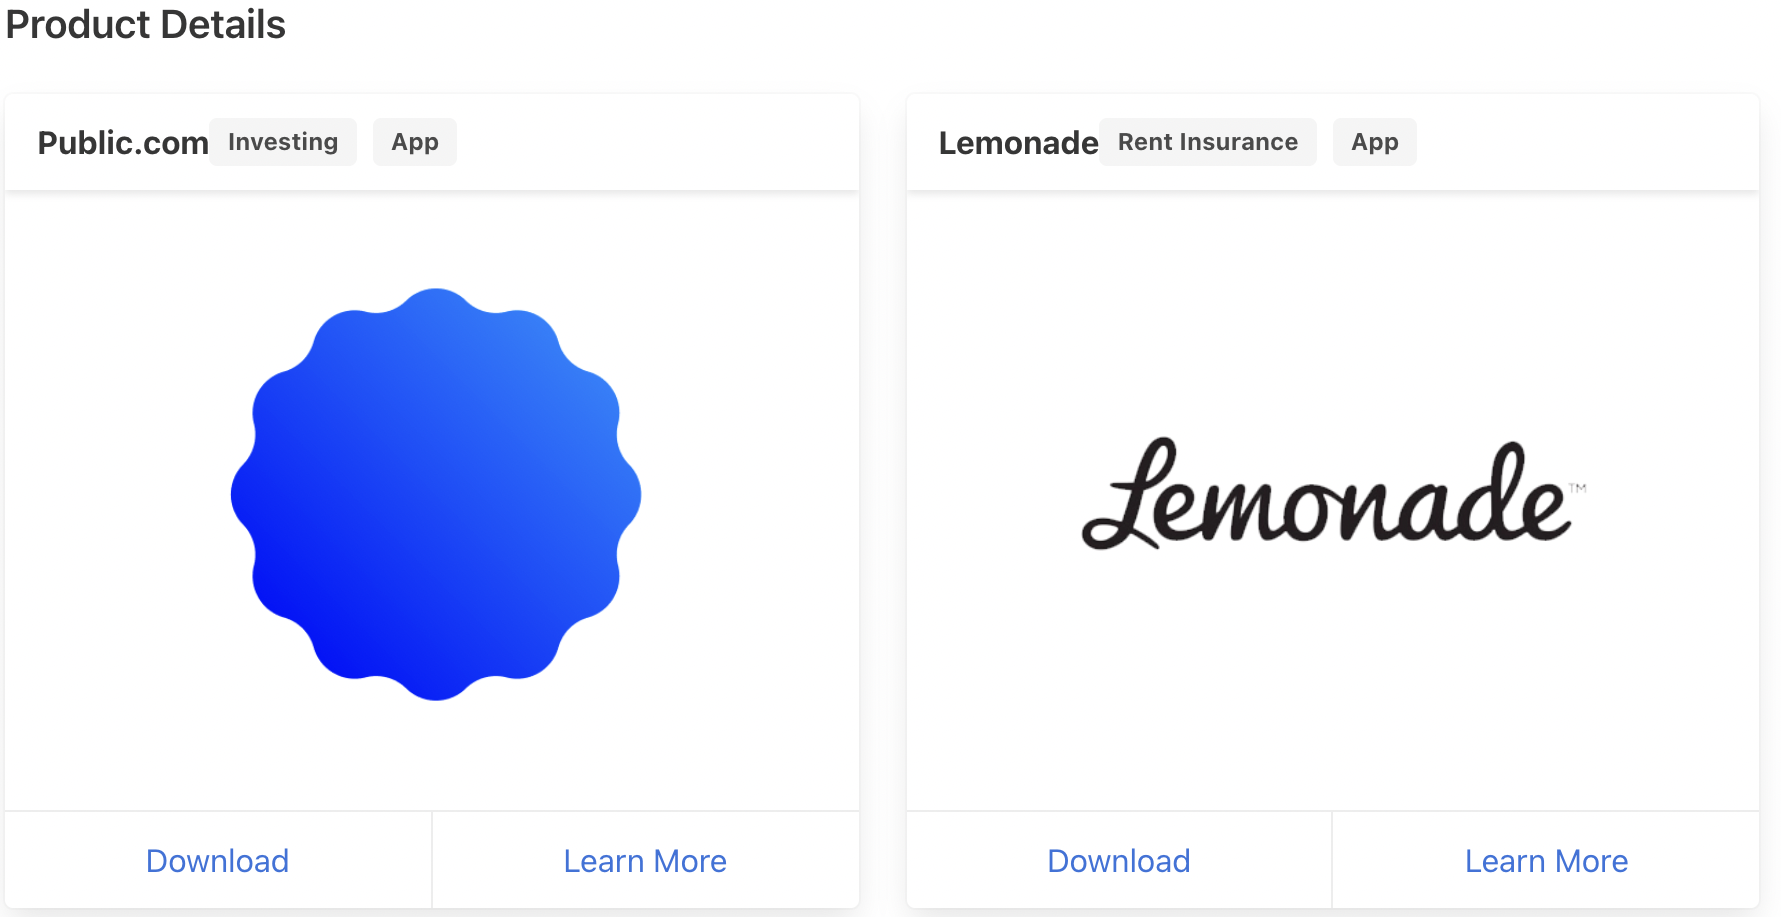 Product Details
Public.com Investing App
Lemonade Rent Insurance App
Lemonade™
Download Learn More
Download Learn More